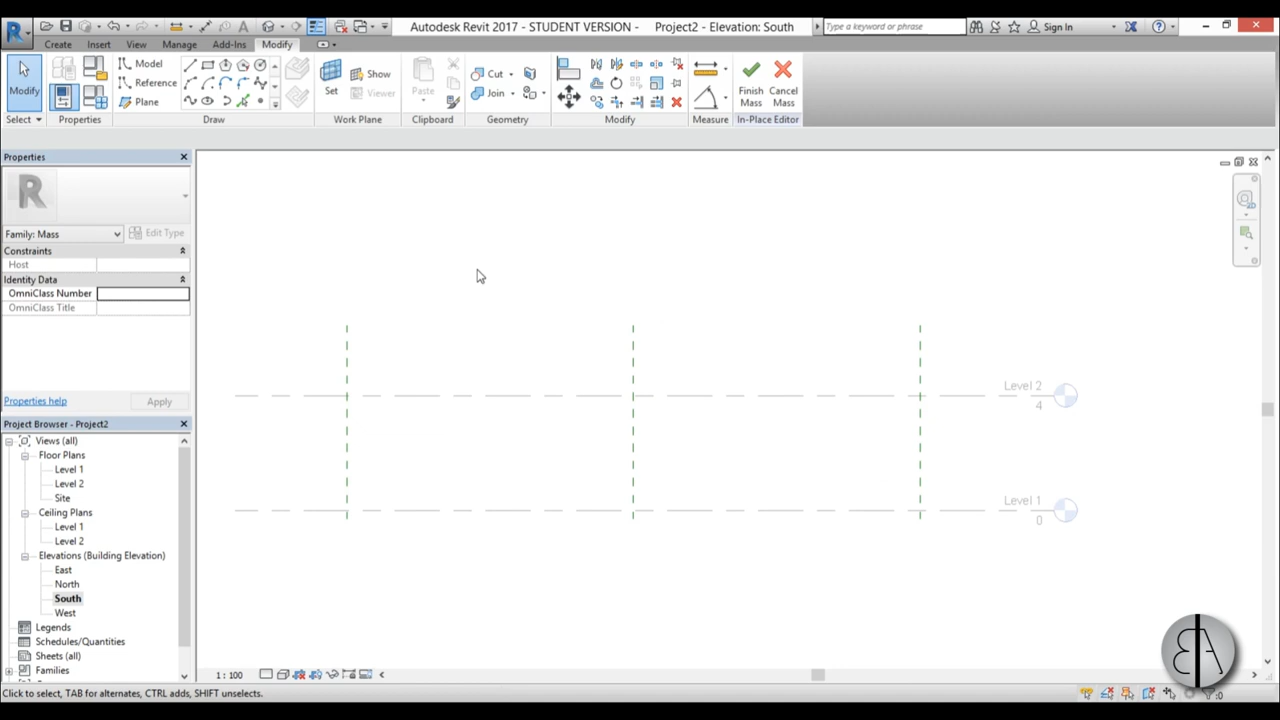 Autodesk Revit 2017 - STUDENT VERSION - Project2 - Elevation: South
Type a keyword or phrase
Sign In
Create Insert View Manage Add-Ins Modify
Modify
Model
Reference
Plane
Set
Show
Viewer
Paste
Cut
Join
Finish Mass
Cancel Mass
Select Properties Draw Work Plane Clipboard Geometry Modify Measure In-Place Editor
Properties
R
Family: Mass
Edit Type
Constraints
Host
Identity Data
OmniClass Number
OmniClass Title
Properties help
Apply
Project Browser - Project2
Views (all)
Floor Plans
Level 1
Level 2
Site
Ceiling Plans
Level 1
Level 2
Elevations (Building Elevation)
East
North
South
West
Legends
Schedules/Quantities
Sheets (all)
Families
Level 2
4
Level 1
0
1 : 100
Click to select, TAB for alternates, CTRL adds, SHIFT unselects.
:0